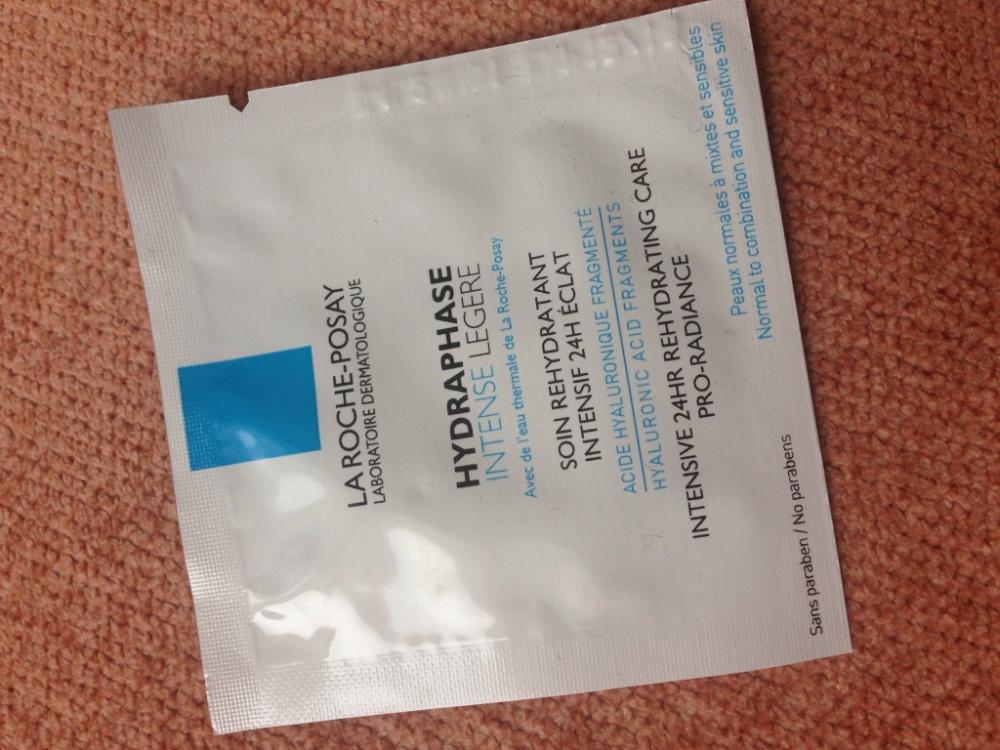 LA ROCHE-POSAY
LABORATOIRE DERMATOLOGIQUE
HYDRAPHASE
INTENSE LEGERE
Avec de l'eau thermale de La Roche-Posay
SOIN REHYDRATANT
INTENSIF 24H ÉCLAT
ACIDE HYALURONIQUE FRAGMENTÉ
HYALURONIC ACID FRAGMENTS
INTENSIVE 24HR REHYDRATING CARE
PRO-RADIANCE
Peaux normales à mixtes et sensibles
Normal to combination and sensitive skin
Sans paraben / No parabens